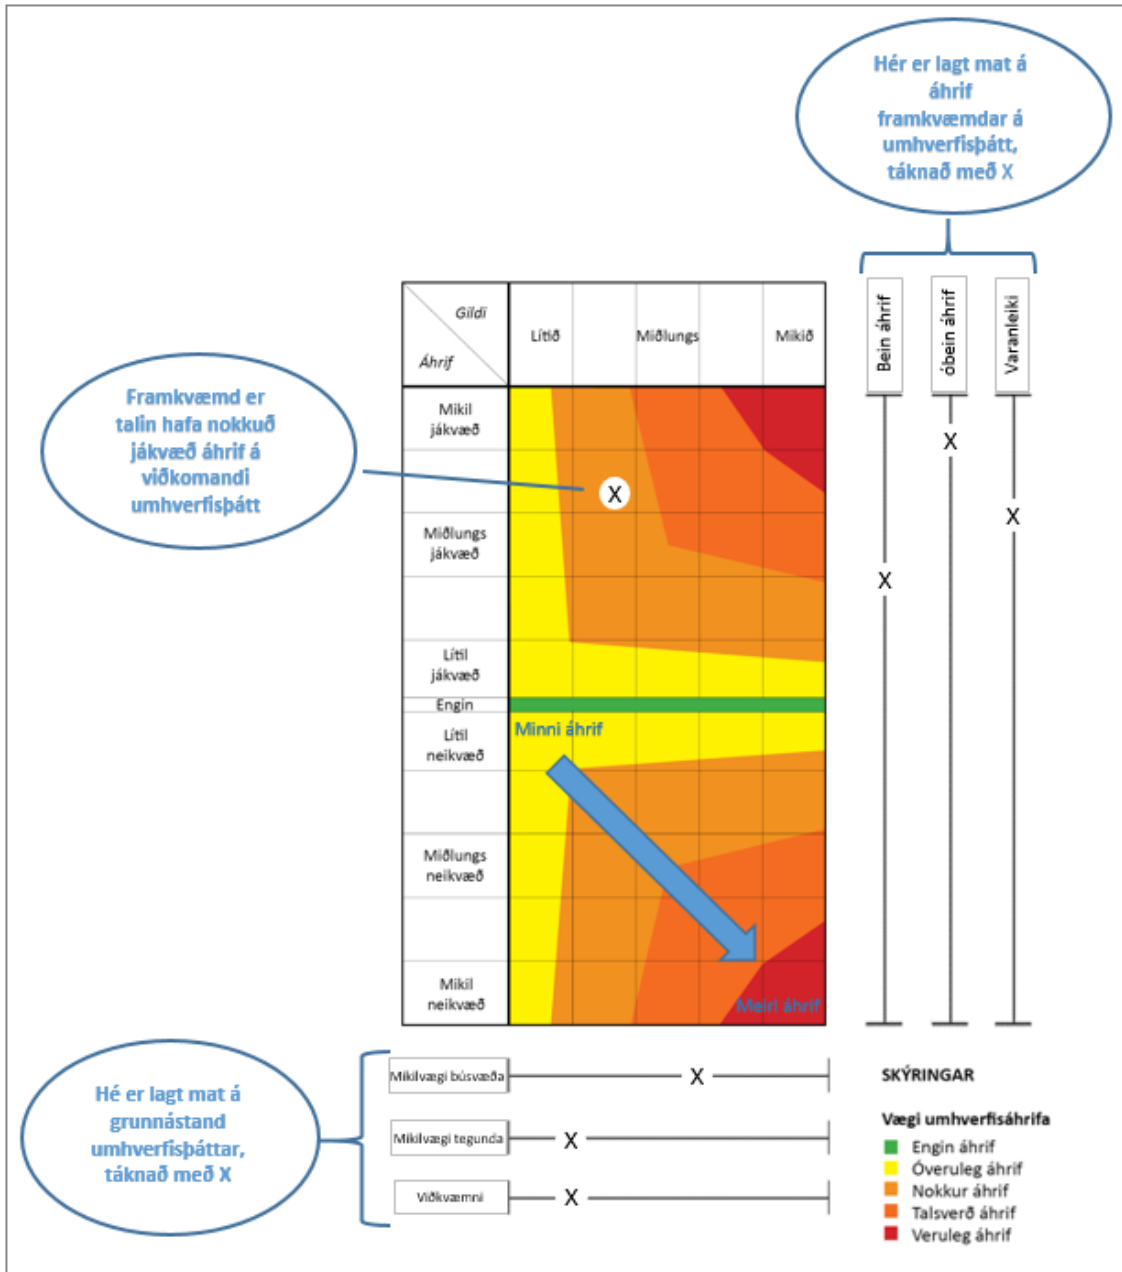 Hér er lagt mat á
áhrif
framkvæmdar á
umhverfisþátt,
táknað með X
Bein áhrif
óbein áhrif
Varanleiki
Gildi
Áhrif
Lítið
Miðlungs
Mikið
Framkvæmd er
talin hafa nokkuð
jákvæð áhrif á
viðkomandi
umhverfisþátt
Mikil
jákvæð
X
X
X
X
Miðlungs
jákvæð
Lítil
jákvæð
Engin
Lítil
neikvæð
Minni áhrif
Miðlungs
neikvæð
Mikil
neikvæð
Meiri áhrif
Hé er lagt mat á
grunnástand
umhverfisþáttar,
táknað með X
Mikilvægi búsvæða
X
Mikilvægi tegunda
X
Viðkvæmni
X
SKÝRINGAR
Vægi umhverfisáhrifa
Engin áhrif
Óveruleg áhrif
Nokkur áhrif
Talsverð áhrif
Veruleg áhrif